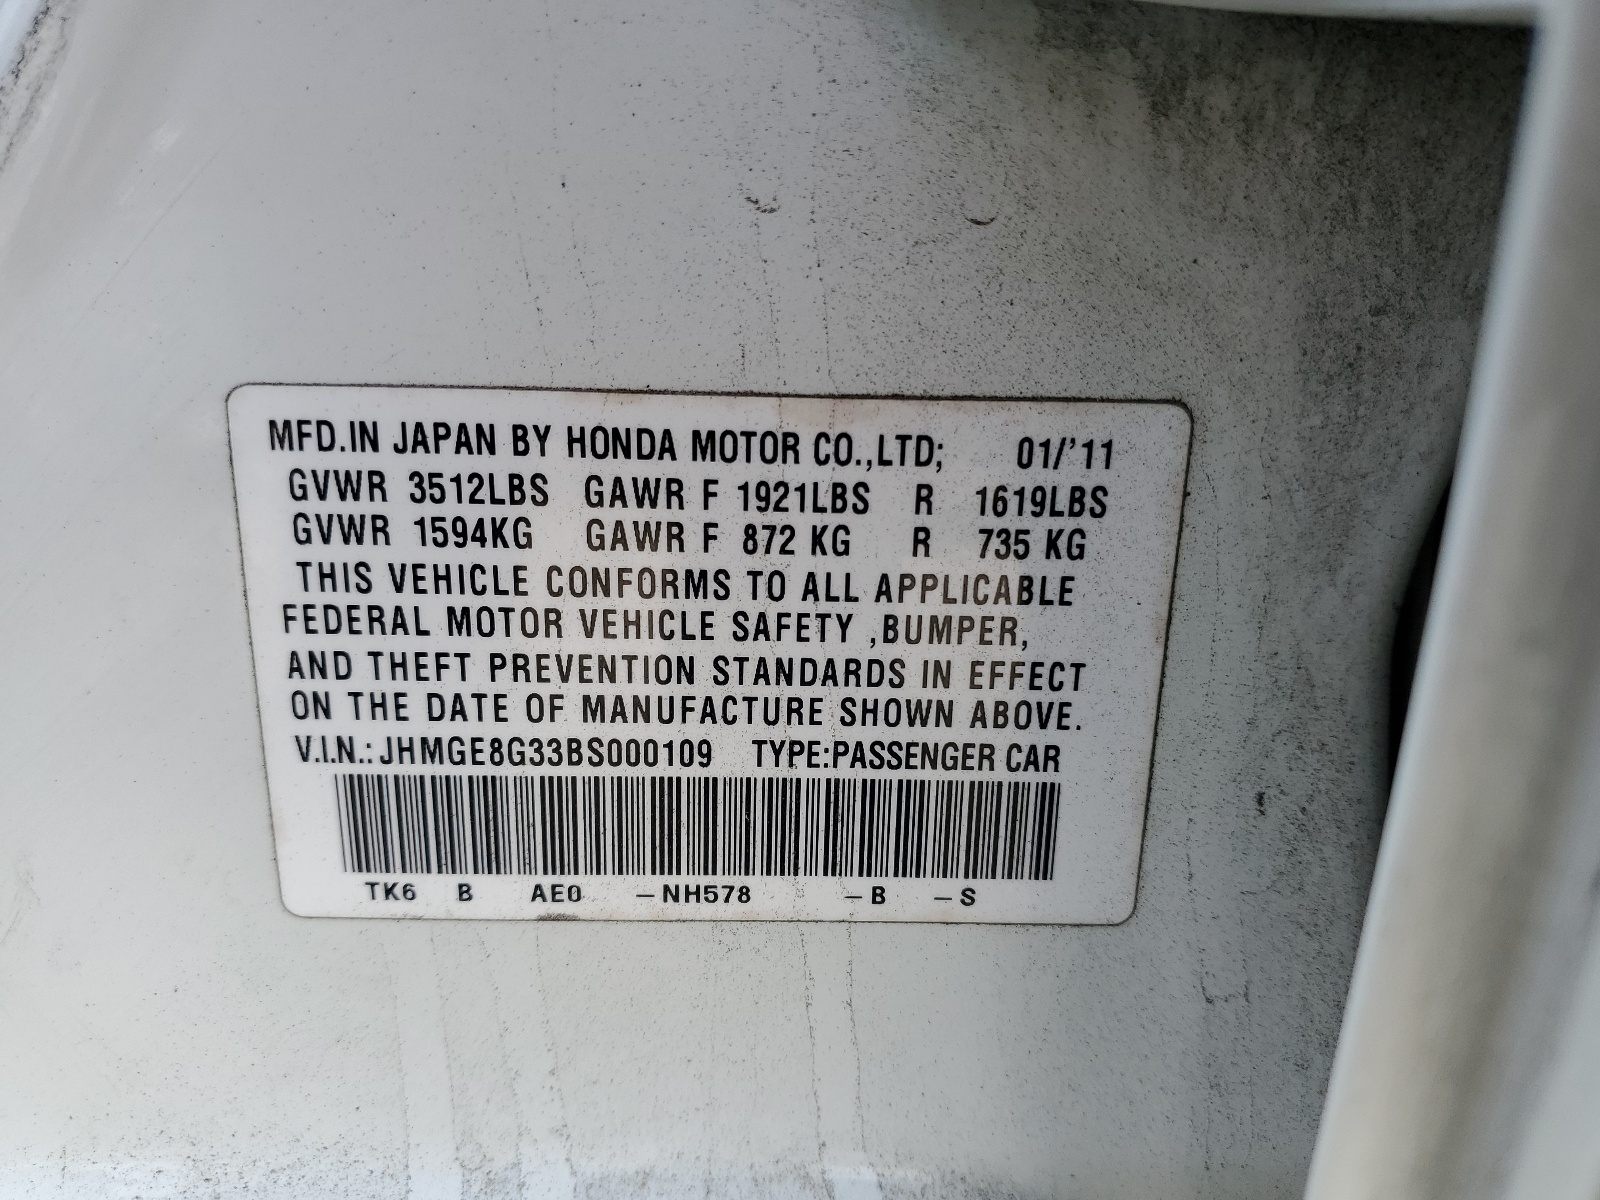 MFD.IN JAPAN BY HONDA MOTOR CO.,LTD; 01/'11
GVWR 3512LBS GAWR F 1921LBS R 1619LBS
GVWR 1594KG GAWR F 872 KG R 735 KG
THIS VEHICLE CONFORMS TO ALL APPLICABLE
FEDERAL MOTOR VEHICLE SAFETY ,BUMPER,
AND THEFT PREVENTION STANDARDS IN EFFECT
ON THE DATE OF MANUFACTURE SHOWN ABOVE.
V.I.N.: JHMGE8G33BS000109 TYPE:PASSENGER CAR
TK6 B AE0 –NH578 –B –S